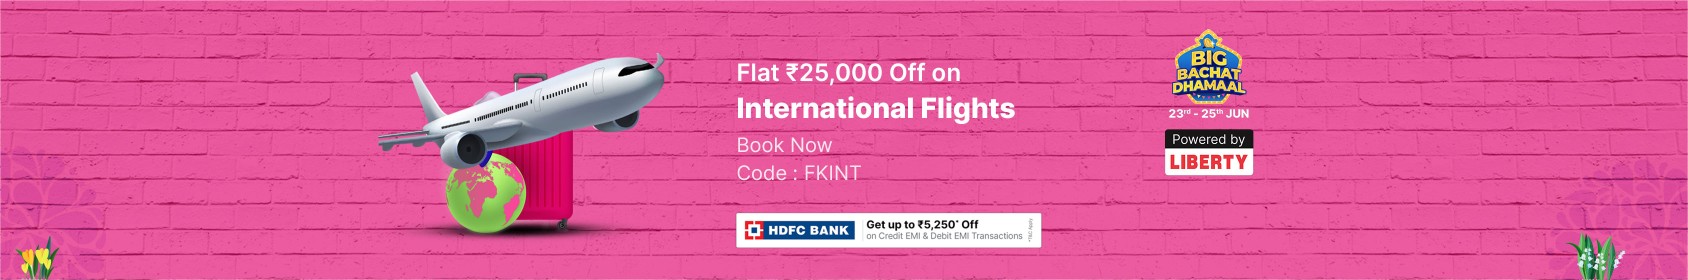 Flat ₹25,000 Off on
International Flights
Book Now
Code : FKINT
HDFC BANK
Get up to ₹5,250* Off
on Credit EMI & Debit EMI Transactions
*T&C Apply
BIG
BACHAT
DHAMAAL
23rd - 25th JUN
Powered by
LIBERTY